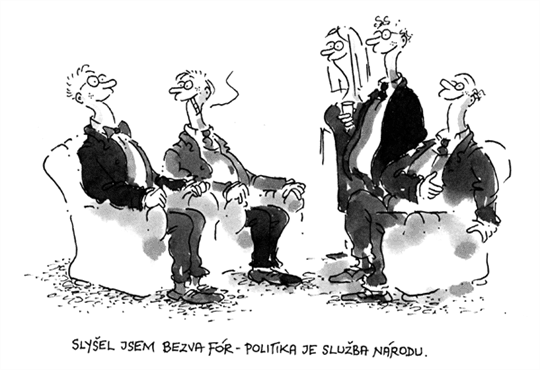 SLYŠEL JSEM BEZVA FÓR - POLITIKA JE SLUŽBA NÁRODU.